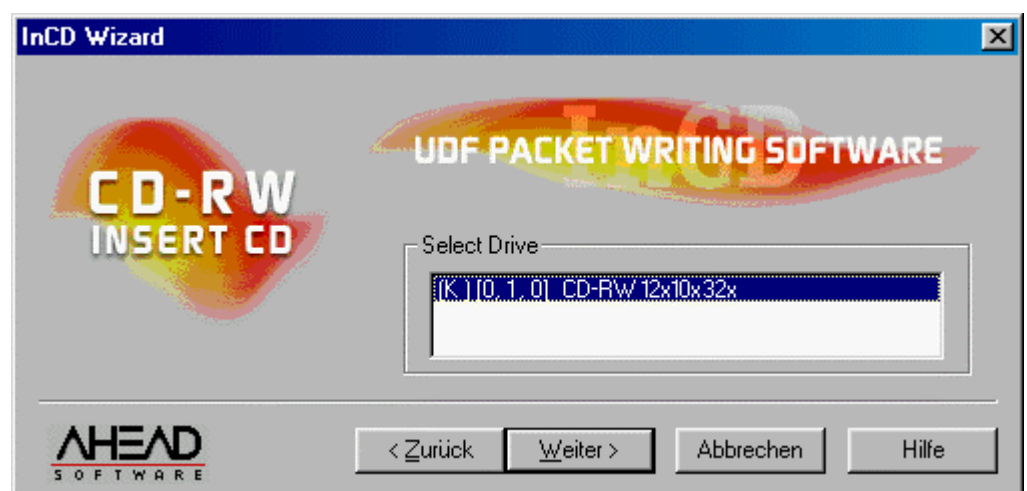 InCD Wizard
CD-RW
INSERT CD
InCD
UDF PACKET WRITING SOFTWARE
Select Drive
(K ) [0, 1, 0] CD-RW 12x10x32x
AHEAD
SOFTWARE
< Zurück
Weiter >
Abbrechen
Hilfe